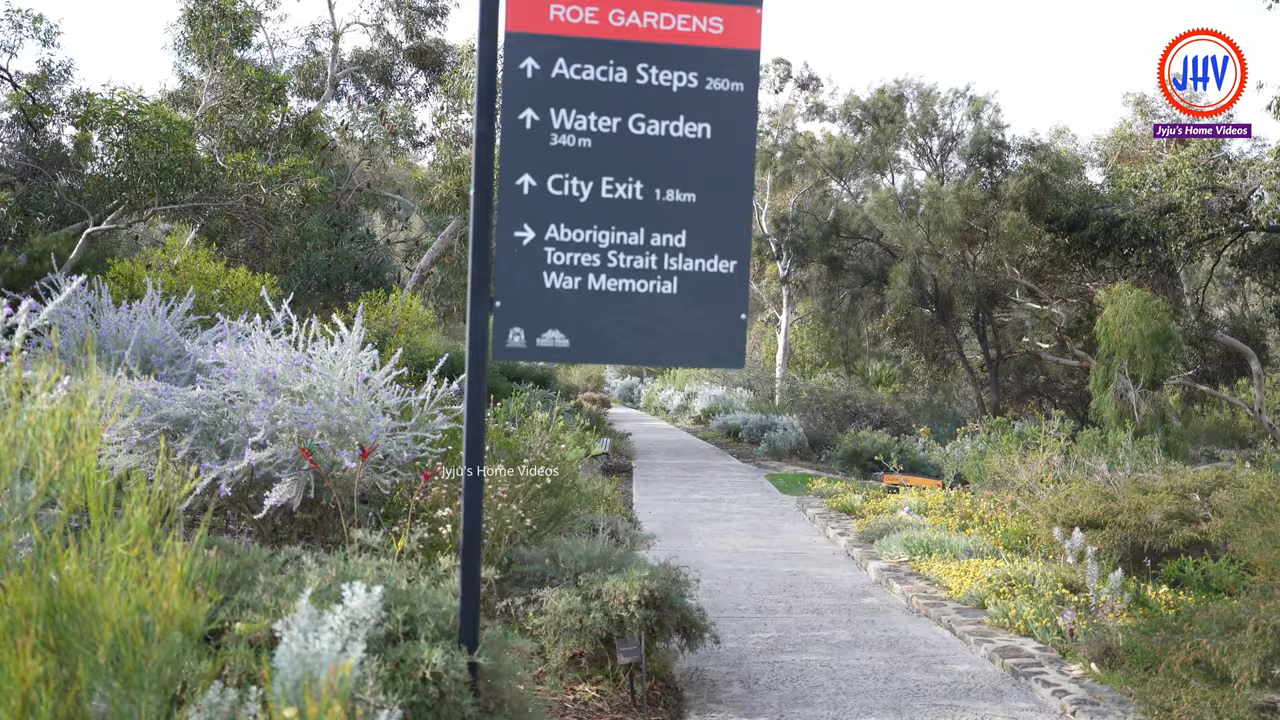 ROE GARDENS
↑ Acacia Steps 260m
↑ Water Garden
340m
↑ City Exit 1.8km
→ Aboriginal and
Torres Strait Islander
War Memorial
JHV
Jyju's Home Videos
Jyju's Home Videos